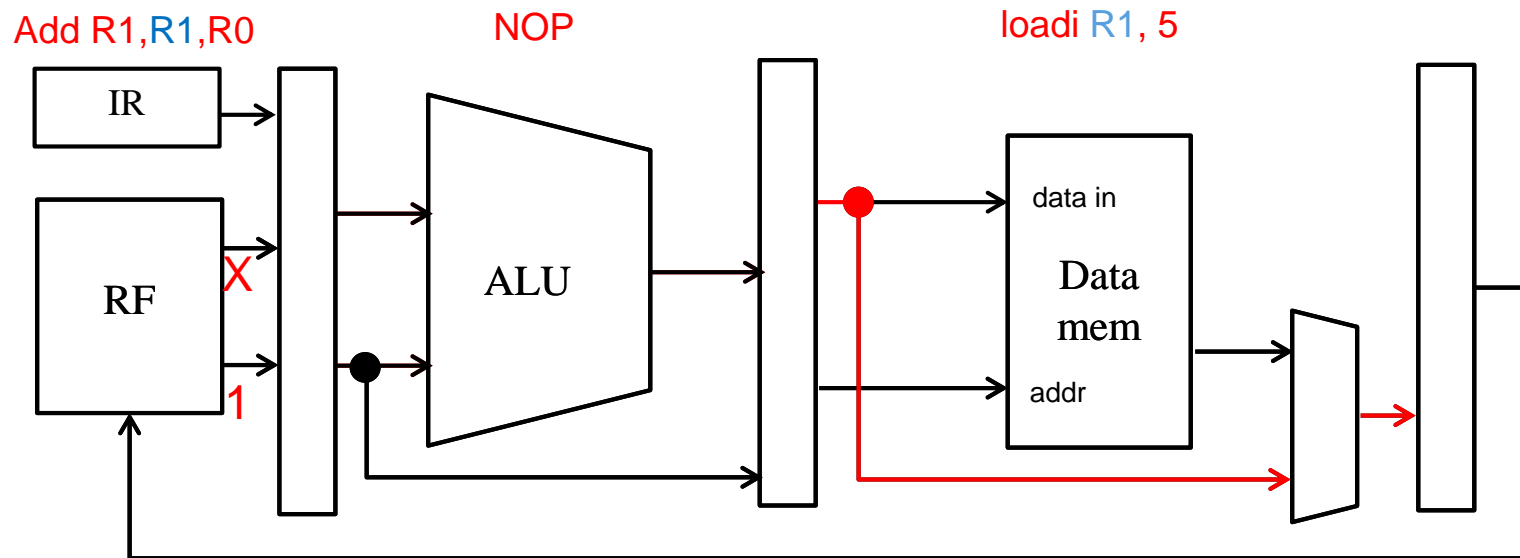 Add R1,R1,R0
NOP
loadi R1, 5
IR
RF
X
1
ALU
data in
Data
mem
addr